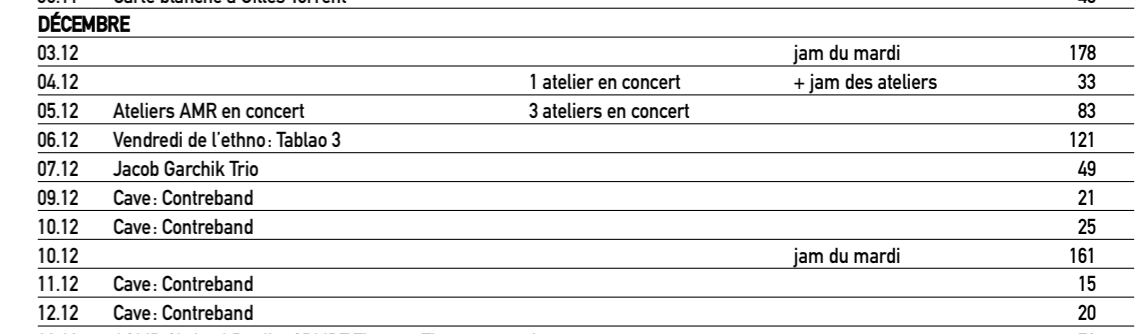 DÉCEMBRE
03.12 jam du mardi 178
04.12 1 atelier en concert + jam des ateliers 33
05.12 Ateliers AMR en concert 3 ateliers en concert 83
06.12 Vendredi de l'ethno: Tablao 3 121
07.12 Jacob Garchik Trio 49
09.12 Cave: Contreband 21
10.12 Cave: Contreband 25
10.12 jam du mardi 161
11.12 Cave: Contreband 15
12.12 Cave: Contreband 20